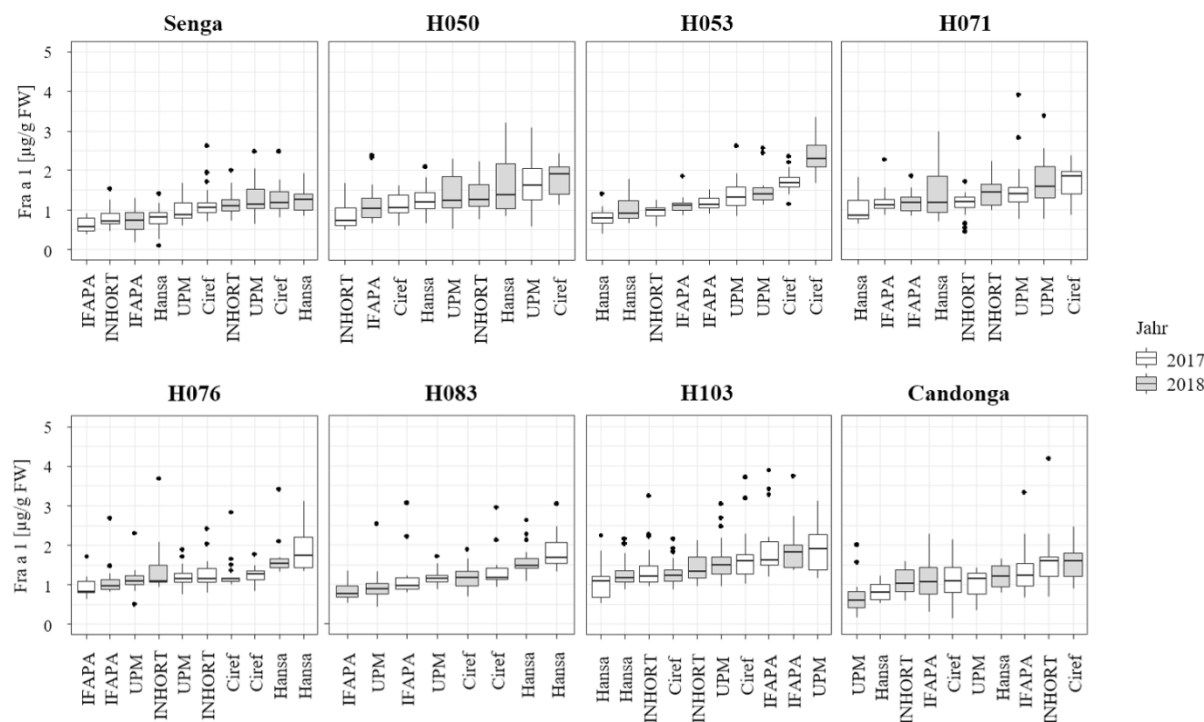 Senga
H050
H053
H071
Fra a 1 [µg/g FW]
5
4
3
2
1
0
IFAPA
INHORT
IFAPA
Hansa
UPM
Ciref
INHORT
UPM
Ciref
Hansa
INHORT
IFAPA
Ciref
Hansa
UPM
INHORT
Hansa
UPM
Ciref
Hansa
Hansa
INHORT
IFAPA
IFAPA
UPM
UPM
Ciref
Ciref
Hansa
IFAPA
IFAPA
Hansa
INHORT
INHORT
UPM
UPM
Ciref
Jahr
2017
2018
H076
H083
H103
Candonga
Fra a 1 [µg/g FW]
5
4
3
2
1
0
IFAPA
IFAPA
UPM
INHORT
UPM
INHORT
Ciref
Ciref
Hansa
Hansa
IFAPA
UPM
IFAPA
UPM
Ciref
Ciref
Hansa
Hansa
Hansa
Hansa
INHORT
Ciref
INHORT
UPM
Ciref
IFAPA
IFAPA
UPM
UPM
Hansa
INHORT
IFAPA
Ciref
UPM
Hansa
IFAPA
INHORT
Ciref